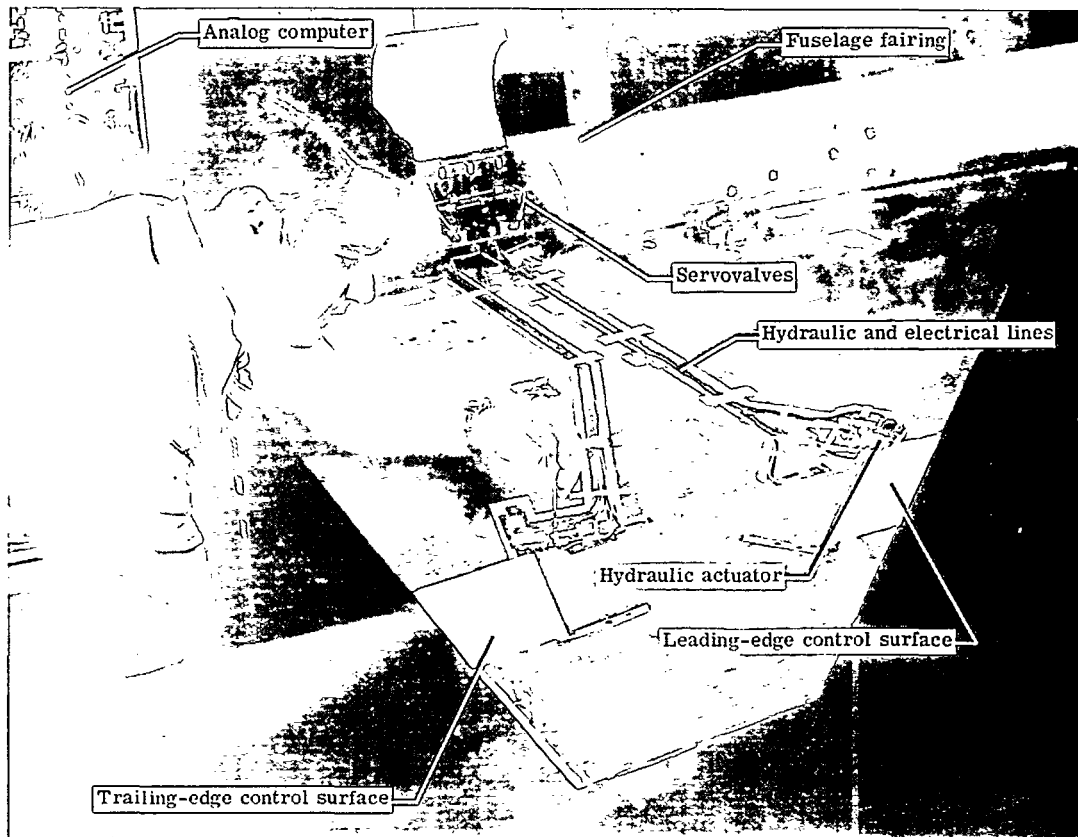 Analog computer
Fuselage fairing
Servovalves
Hydraulic and electrical lines
Hydraulic actuator
Leading-edge control surface
Trailing-edge control surface